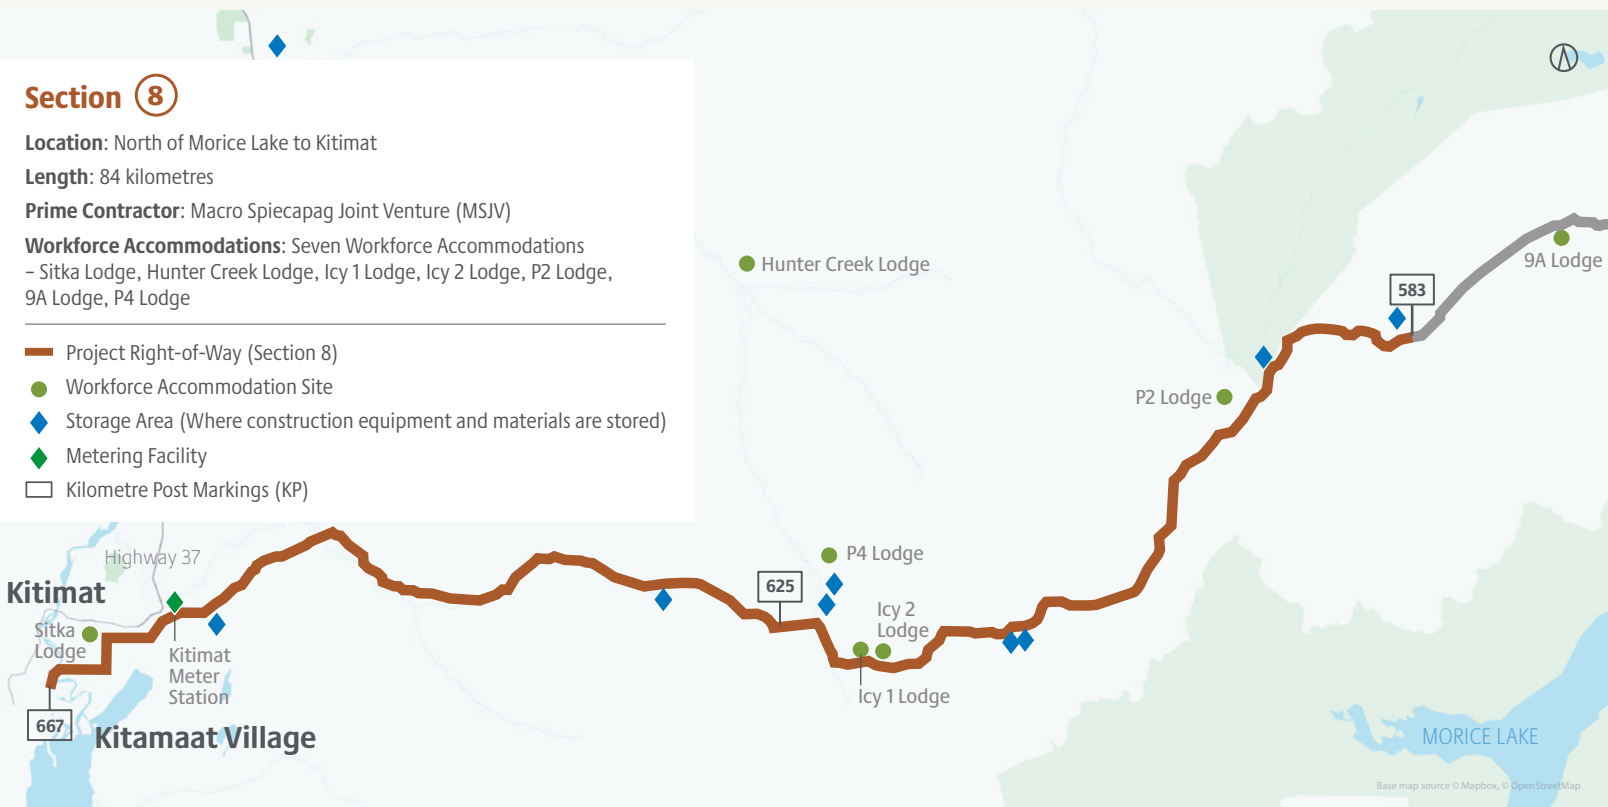 Section 8
Location: North of Morice Lake to Kitimat
Length: 84 kilometres
Prime Contractor: Macro Spiecapag Joint Venture (MSJV)
Workforce Accommodations: Seven Workforce Accommodations
– Sitka Lodge, Hunter Creek Lodge, Icy 1 Lodge, Icy 2 Lodge, P2 Lodge,
9A Lodge, P4 Lodge
Project Right-of-Way (Section 8)
Workforce Accommodation Site
Storage Area (Where construction equipment and materials are stored)
Metering Facility
Kilometre Post Markings (KP)
Hunter Creek Lodge
9A Lodge
583
P2 Lodge
Highway 37
P4 Lodge
Kitimat
625
Icy 2
Lodge
Sitka
Lodge
Kitimat
Meter
Station
Icy 1 Lodge
667
Kitamaat Village
MORICE LAKE
Base map source © Mapbox, © OpenStreetMap